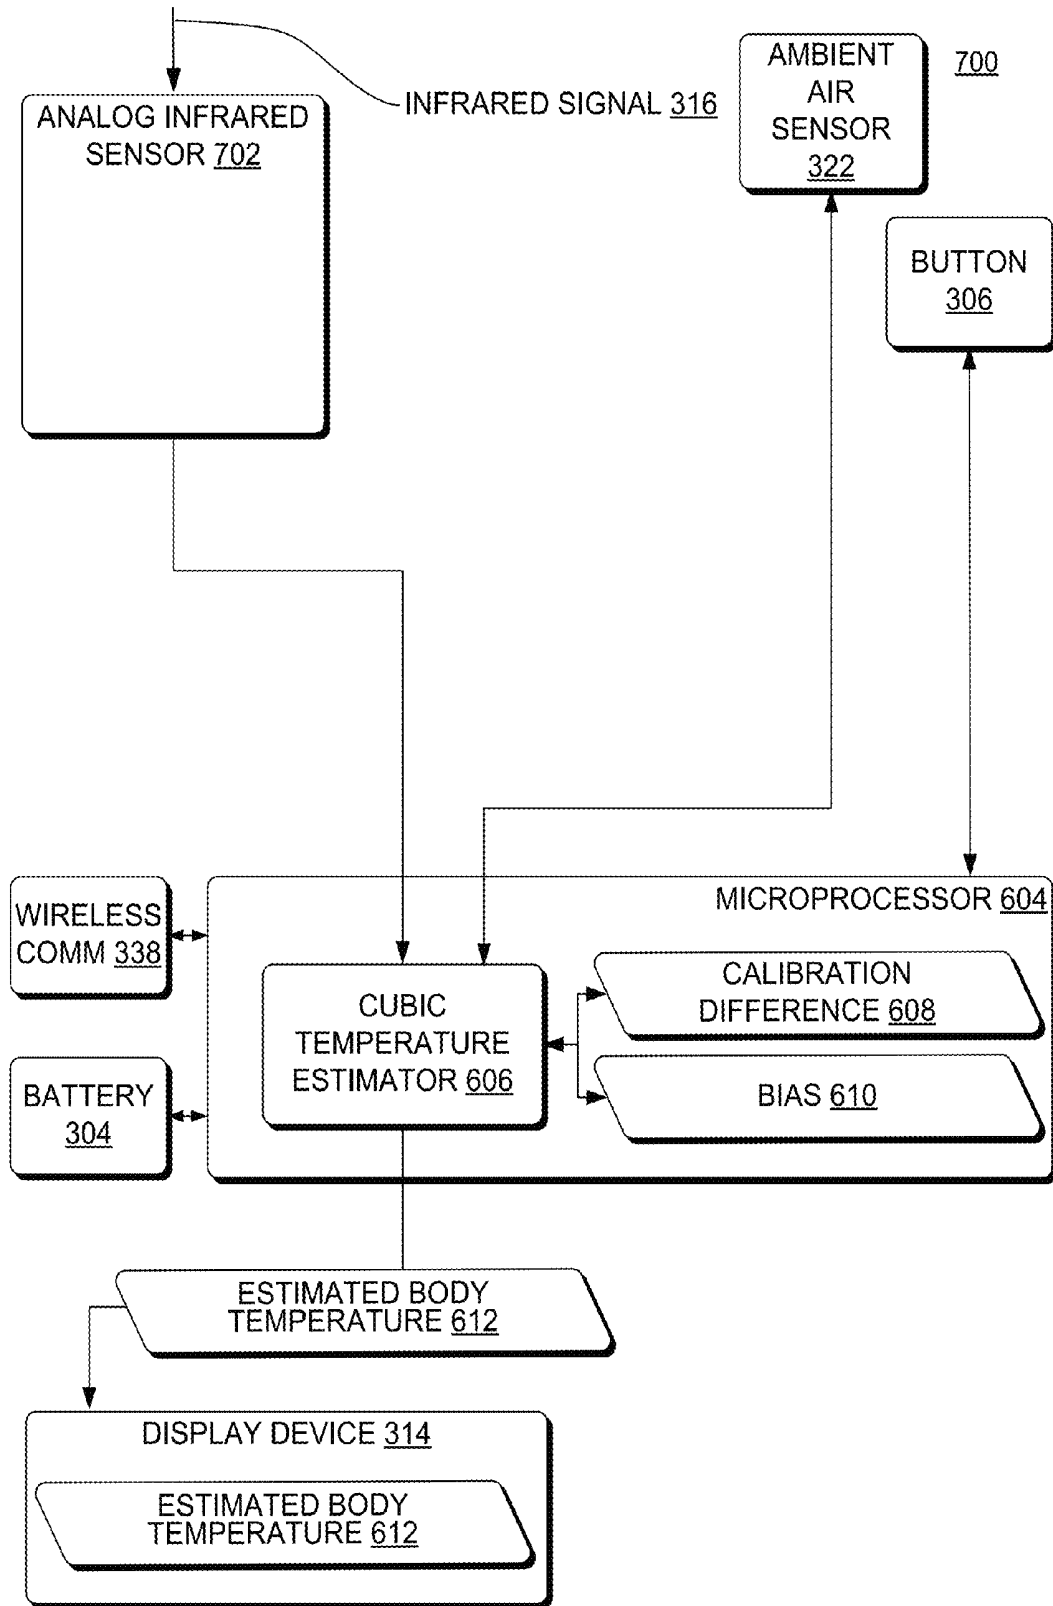 AMBIENT
AIR
SENSOR
322
700
INFRARED SIGNAL 316
ANALOG INFRARED
SENSOR 702
BUTTON
306
MICROPROCESSOR 604
WIRELESS
COMM 338
CUBIC
TEMPERATURE
ESTIMATOR 606
CALIBRATION
DIFFERENCE 608
BIAS 610
BATTERY
304
ESTIMATED BODY
TEMPERATURE 612
DISPLAY DEVICE 314
ESTIMATED BODY
TEMPERATURE 612